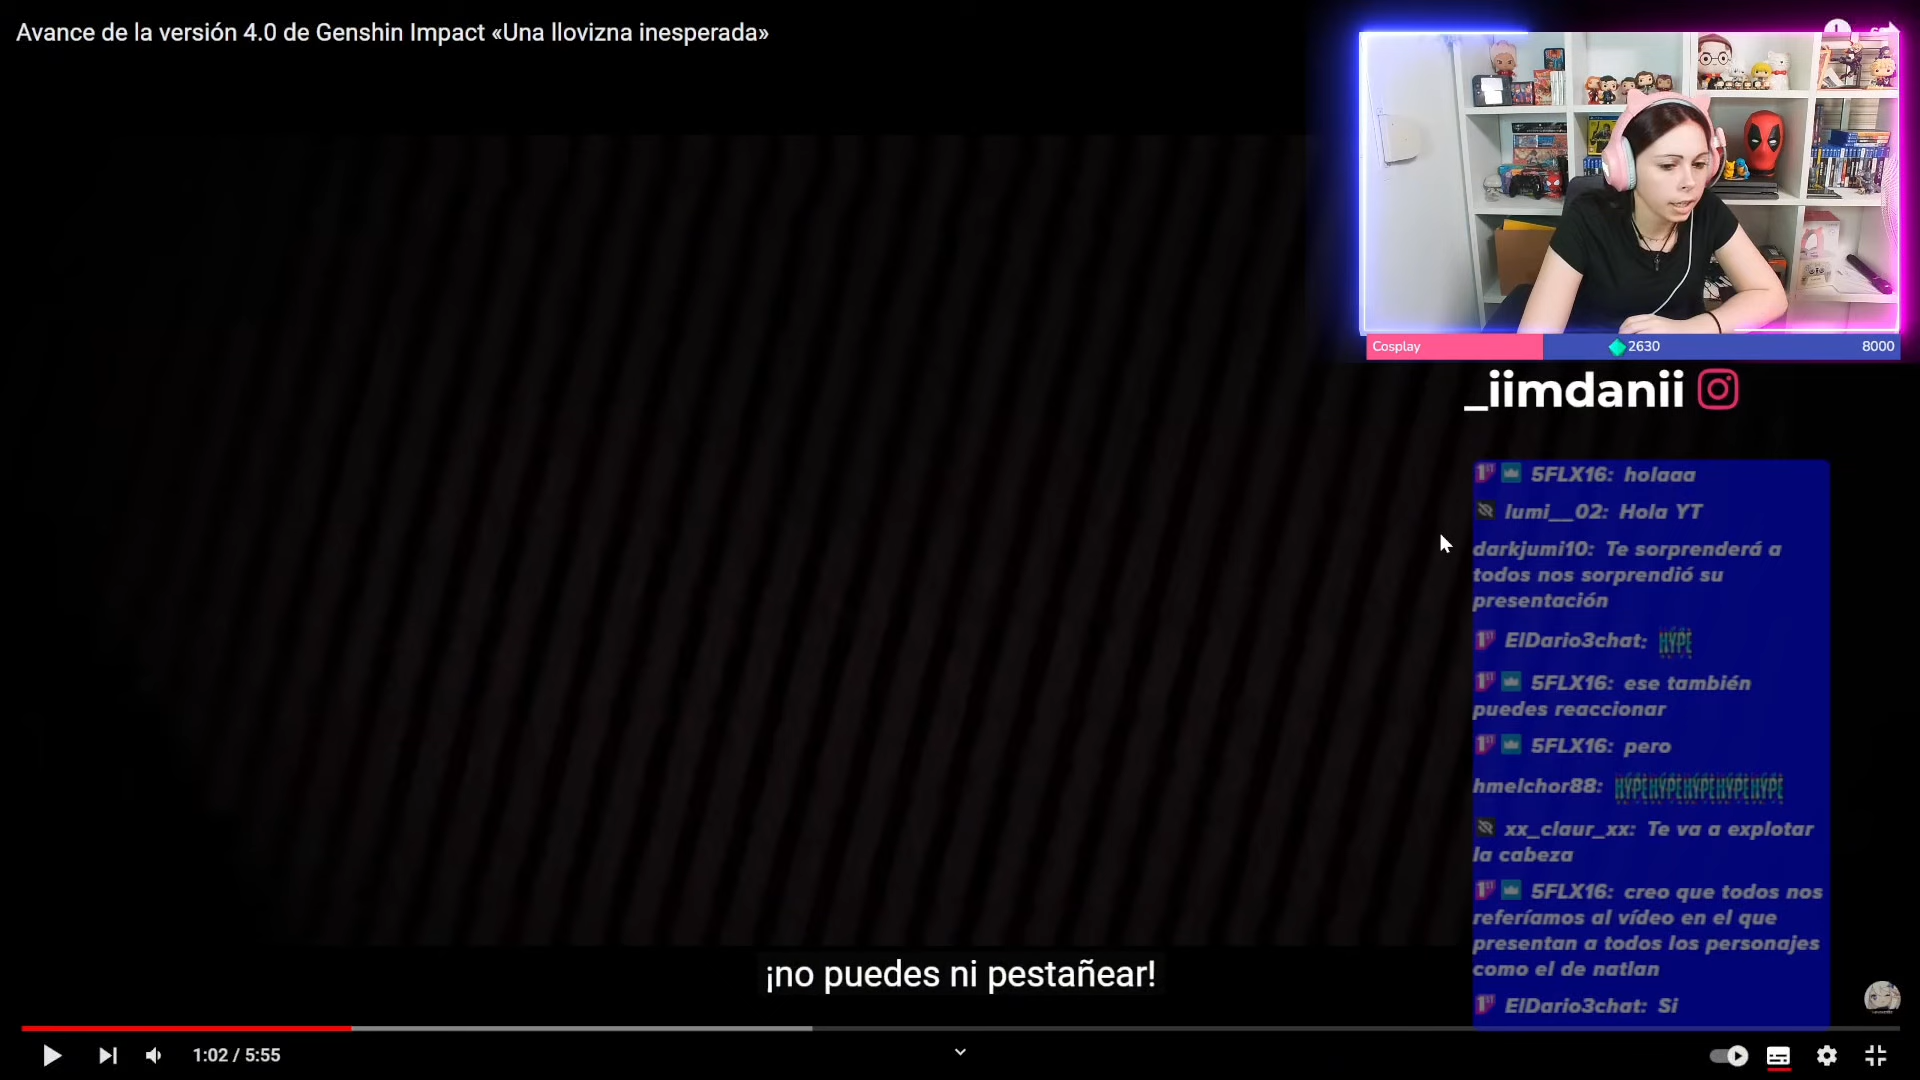 Avance de la versión 4.0 de Genshin Impact «Una llovizna inesperada»
Cosplay
2630
8000
_iimdanii
5FLX16: holaaa
lumi__02: Hola YT
darkjumi10: Te sorprenderá a
todos nos sorprendió su
presentación
ElDario3chat: HYPE
5FLX16: ese también
puedes reaccionar
5FLX16: pero
hmelchor88: HYPEHYPEHYPEHYPEHYPE
xx_claur_xx: Te va a explotar
la cabeza
5FLX16: creo que todos nos
referíamos al vídeo en el que
presentan a todos los personajes
como el de natlan
ElDario3chat: Si
¡no puedes ni pestañear!
1:02 / 5:55